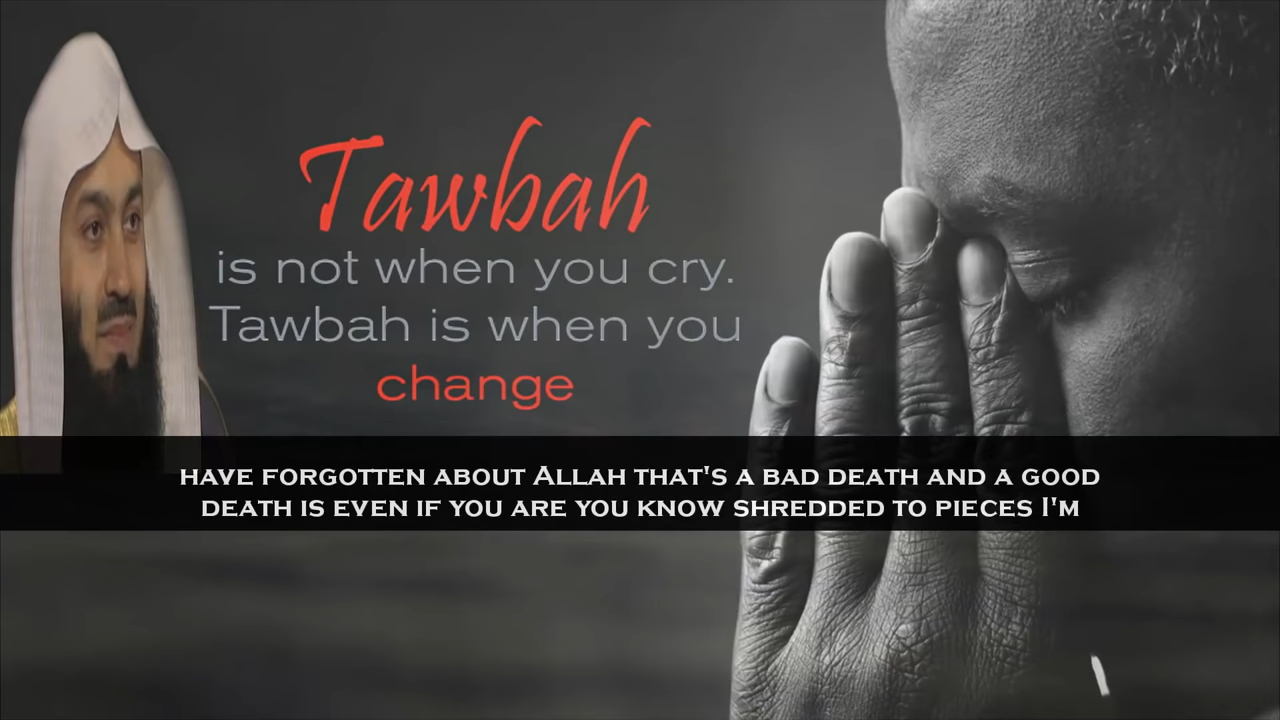 Tawbah
is not when you cry.
Tawbah is when you
change
HAVE FORGOTTEN ABOUT ALLAH THAT'S A BAD DEATH AND A GOOD
DEATH IS EVEN IF YOU ARE YOU KNOW SHREDDED TO PIECES I'M